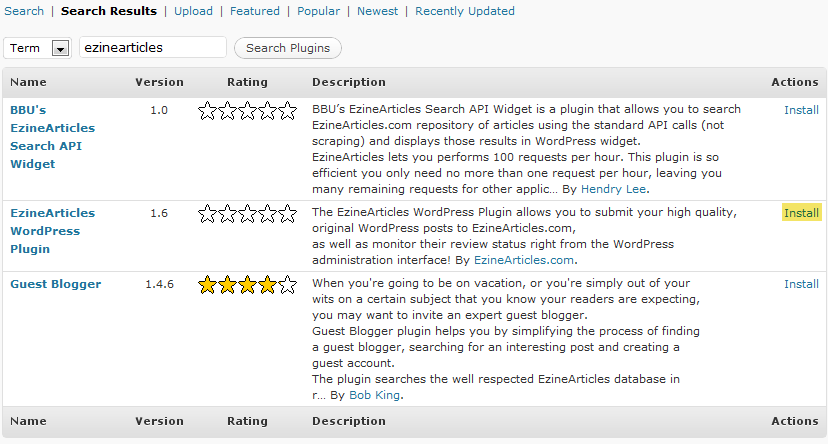 Search | Search Results | Upload | Featured | Popular | Newest | Recently Updated
Term ezinearticles Search Plugins
Name Version Rating Description Actions
BBU's EzineArticles Search API Widget 1.0 BBU’s EzineArticles Search API Widget is a plugin that allows you to search Install
EzineArticles.com repository of articles using the standard API calls (not
scraping) and displays those results in WordPress widget.
EzineArticles lets you performs 100 requests per hour. This plugin is so
efficient you only need no more than one request per hour, leaving you
many remaining requests for other applic... By Hendry Lee.
EzineArticles WordPress Plugin 1.6 The EzineArticles WordPress Plugin allows you to submit your high quality, Install
original WordPress posts to EzineArticles.com,
as well as monitor their review status right from the WordPress
administration interface! By EzineArticles.com.
Guest Blogger 1.4.6 When you're going to be on vacation, or you're simply out of your Install
wits on a certain subject that you know your readers are expecting,
you may want to invite an expert guest blogger.
Guest Blogger plugin helps you by simplifying the process of finding
a guest blogger, searching for an interesting post and creating a
guest account.
The plugin searches the well respected EzineArticles database in
r... By Bob King.
Name Version Rating Description Actions